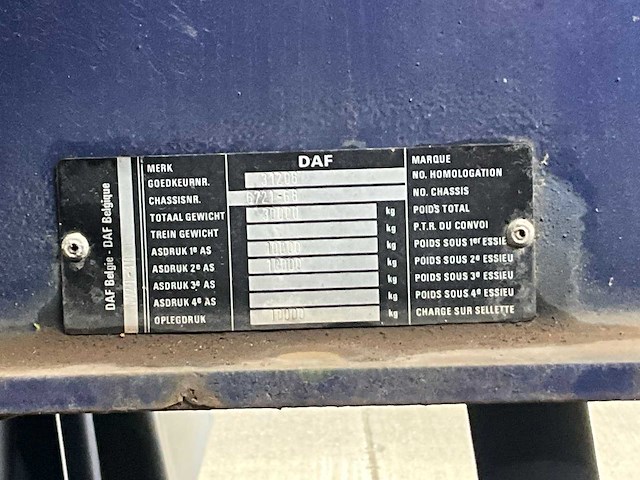 DAF Belgie - DAF Belgique
DAF
MERK MARQUE
GOEDKEURNR. NO. HOMOLOGATION
CHASSISNR. NO. CHASSIS
TOTAAL GEWICHT kg POIDS TOTAL
TREIN GEWICHT kg P.T.R. DU CONVOI
ASDRUK 1e AS kg POIDS SOUS 1er ESSIEU
ASDRUK 2e AS kg POIDS SOUS 2e ESSIEU
ASDRUK 3e AS kg POIDS SOUS 3e ESSIEU
ASDRUK 4e AS kg POIDS SOUS 4e ESSIEU
OPLEGDRUK 10000 kg CHARGE SUR SELLETTE